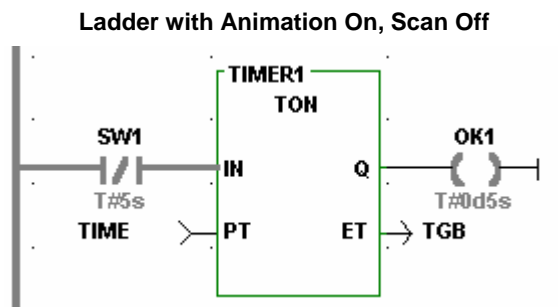 Ladder with Animation On, Scan Off
TIMER1
TON
SW1
OK1
IN
Q
T#5s
T#0d5s
TIME
PT
ET
TGB